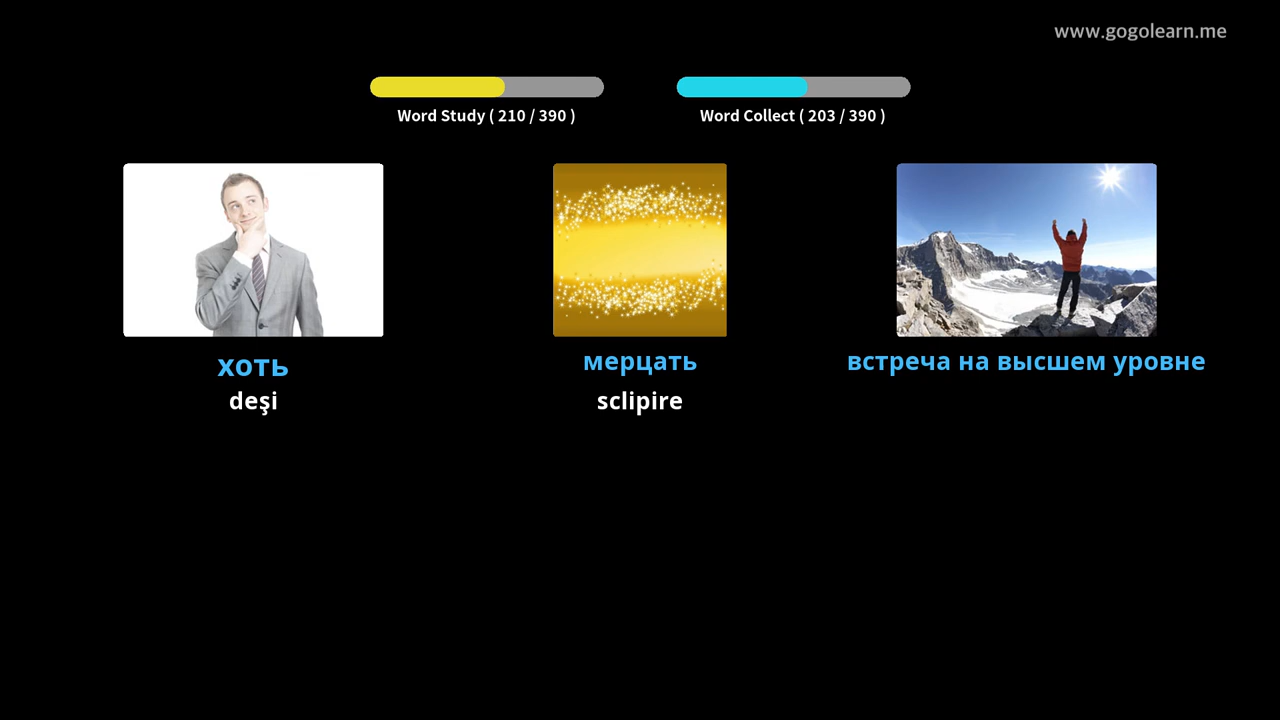 www.gogolearn.me
Word Study ( 210 / 390 )
Word Collect ( 203 / 390 )
хоть
deşi
мерцать
sclipire
встреча на высшем уровне